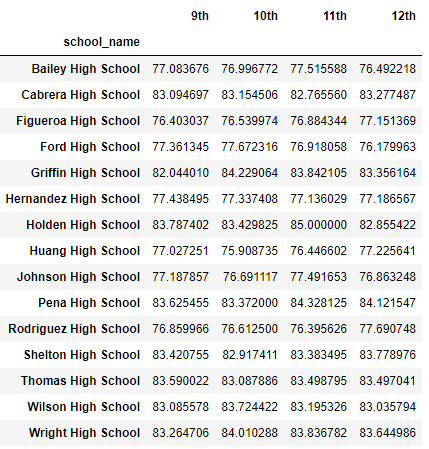 9th 10th 11th 12th
school_name
Bailey High School 77.083676 76.996772 77.515588 76.492218
Cabrera High School 83.094697 83.154506 82.765560 83.277487
Figueroa High School 76.403037 76.539974 76.884344 77.151369
Ford High School 77.361345 77.672316 76.918058 76.179963
Griffin High School 82.044010 84.229064 83.842105 83.356164
Hernandez High School 77.438495 77.337408 77.136029 77.186567
Holden High School 83.787402 83.429825 85.000000 82.855422
Huang High School 77.027251 75.908735 76.446602 77.225641
Johnson High School 77.187857 76.691117 77.491653 76.863248
Pena High School 83.625455 83.372000 84.328125 84.121547
Rodriguez High School 76.859966 76.612500 76.395626 77.690748
Shelton High School 83.420755 82.917411 83.383495 83.778976
Thomas High School 83.590022 83.087886 83.498795 83.497041
Wilson High School 83.085578 83.724422 83.195326 83.035794
Wright High School 83.264706 84.010288 83.836782 83.644986